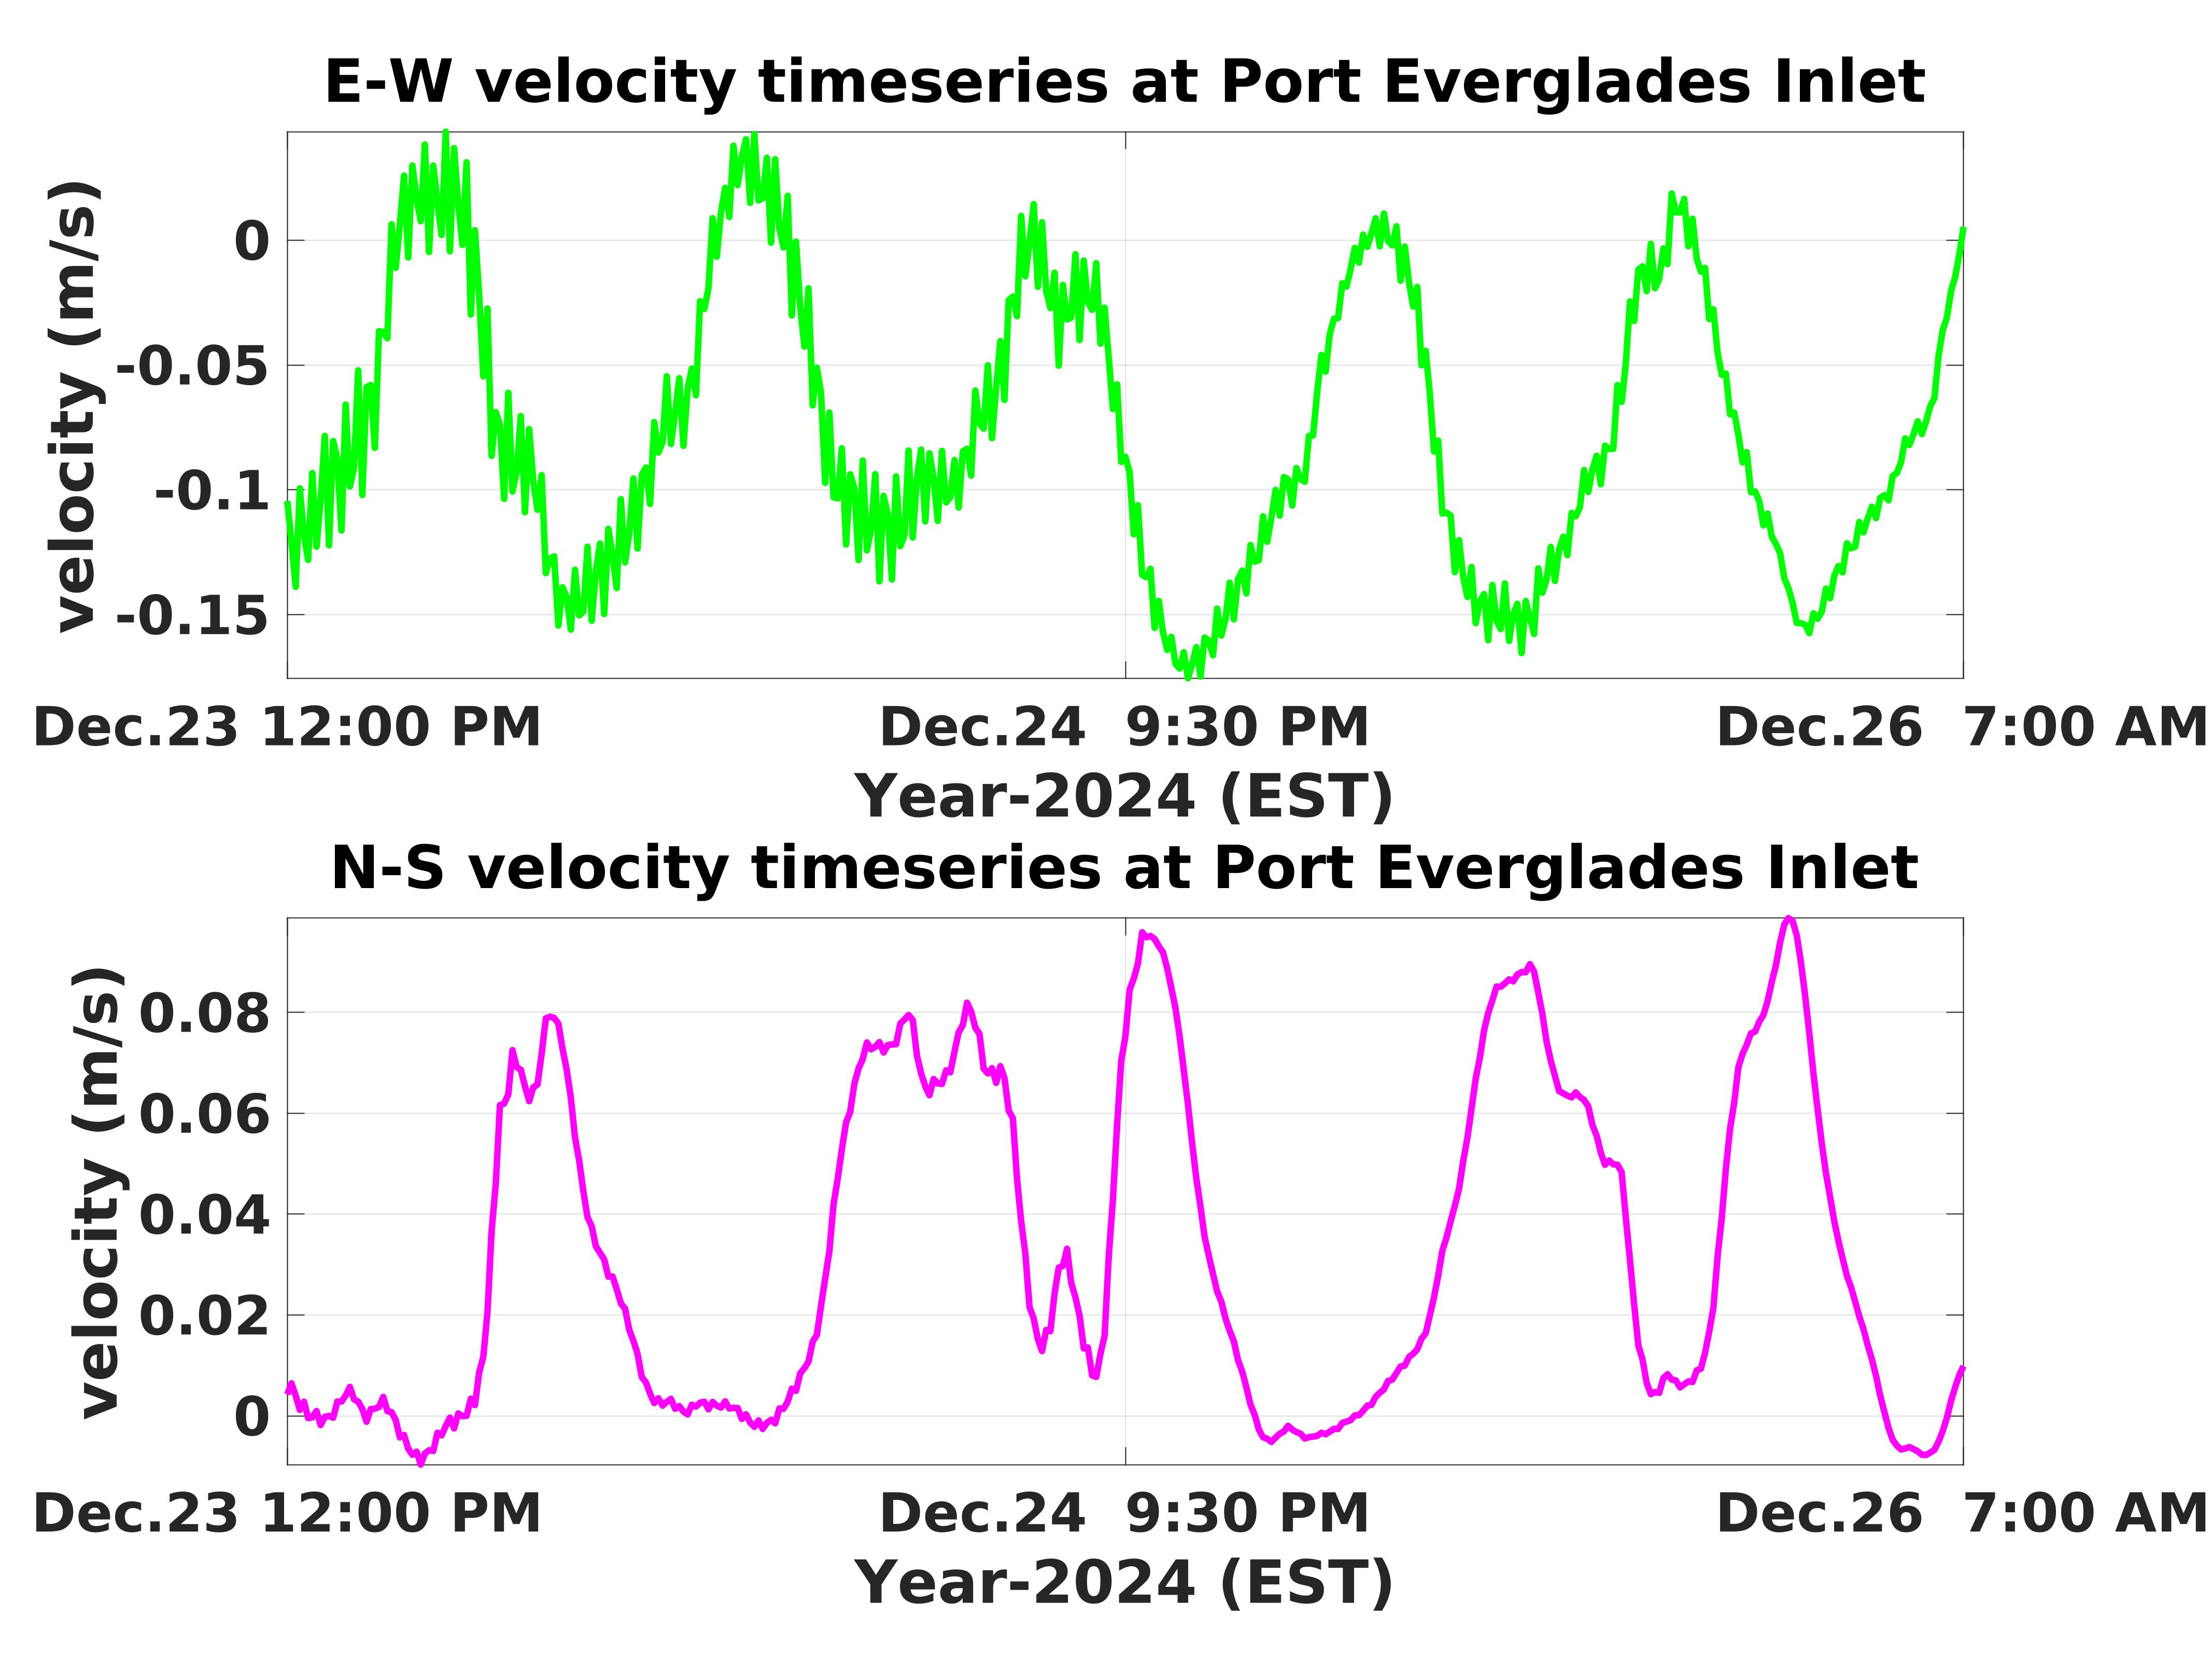 E-W velocity timeseries at Port Everglades Inlet
velocity (m/s)
0
-0.05
-0.1
-0.15
Dec.23 12:00 PM
Dec.24 9:30 PM
Dec.26 7:00 AM
Year-2024 (EST)
N-S velocity timeseries at Port Everglades Inlet
velocity (m/s)
0.08
0.06
0.04
0.02
0
Dec.23 12:00 PM
Dec.24 9:30 PM
Dec.26 7:00 AM
Year-2024 (EST)